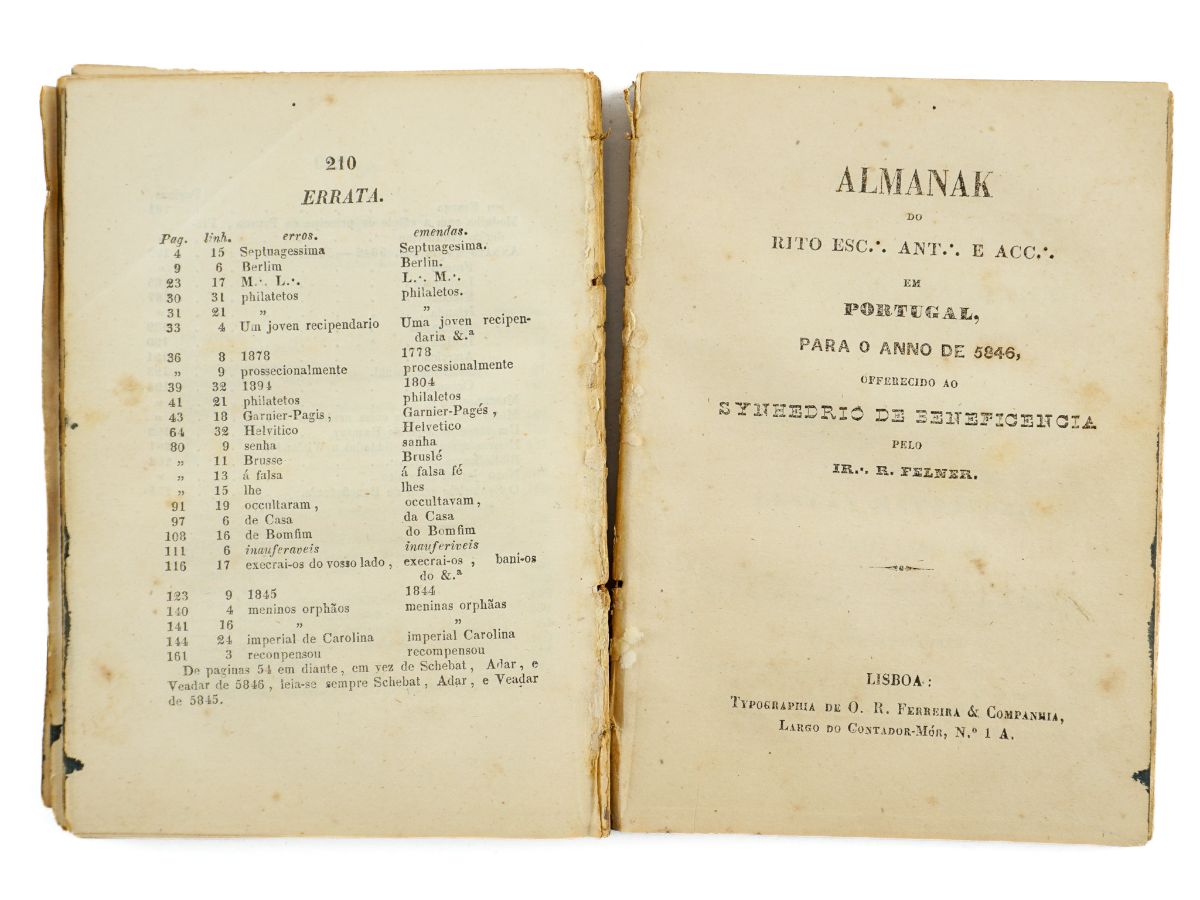 210
ERRATA.
Pag. linh. erros. emendas.
4 15 Septuagessima Septuagesima.
9 6 Berlim Berlin.
23 17 M.·. L.·. L.·. M.·.
30 31 philatetos philaletos.
31 21 „ „
33 4 Um joven recipendario Uma joven recipen-
daria &.ª
36 8 1878 1778
„ 9 prossecionalmente processionalmente
39 32 1894 1804
41 21 philatetos philaletos
43 18 Garnier-Pagis, Garnier-Pagés,
64 32 Helvitico Helvetico
80 9 senha sanha
„ 11 Brusse Bruslé
„ 13 á falsa á falsa fé
„ 15 lhe lhes
91 19 occultaram, occultavam,
97 6 de Casa da Casa
108 16 de Bomfim do Bomfim
111 6 inauferaveis inauferiveis
116 17 execrai-os do vosso lado, execrai-os, bani-os
do &.ª
123 9 1845 1844
140 4 meninos orphãos meninas orphãas
141 16 „ „
144 24 imperial de Carolina imperial Carolina
161 3 reconpensou recompensou
De paginas 54 em diante, em vez de Schebat, Adar, e
Veadar de 5846, leia-se sempre Schebat, Adar, e Veadar
de 5845.
ALMANAK
DO
RITO ESC.·. ANT.·. E ACC.·.
EM
PORTUGAL,
PARA O ANNO DE 5846,
OFFERECIDO AO
SYNHEDRIO DE BENEFICENCIA
PELO
IR.·. R. FELNER.
LISBOA:
TYPOGRAPHIA DE O. R. FERREIRA & COMPANHIA,
LARGO DO CONTADOR-MÓR, N.º 1 A.